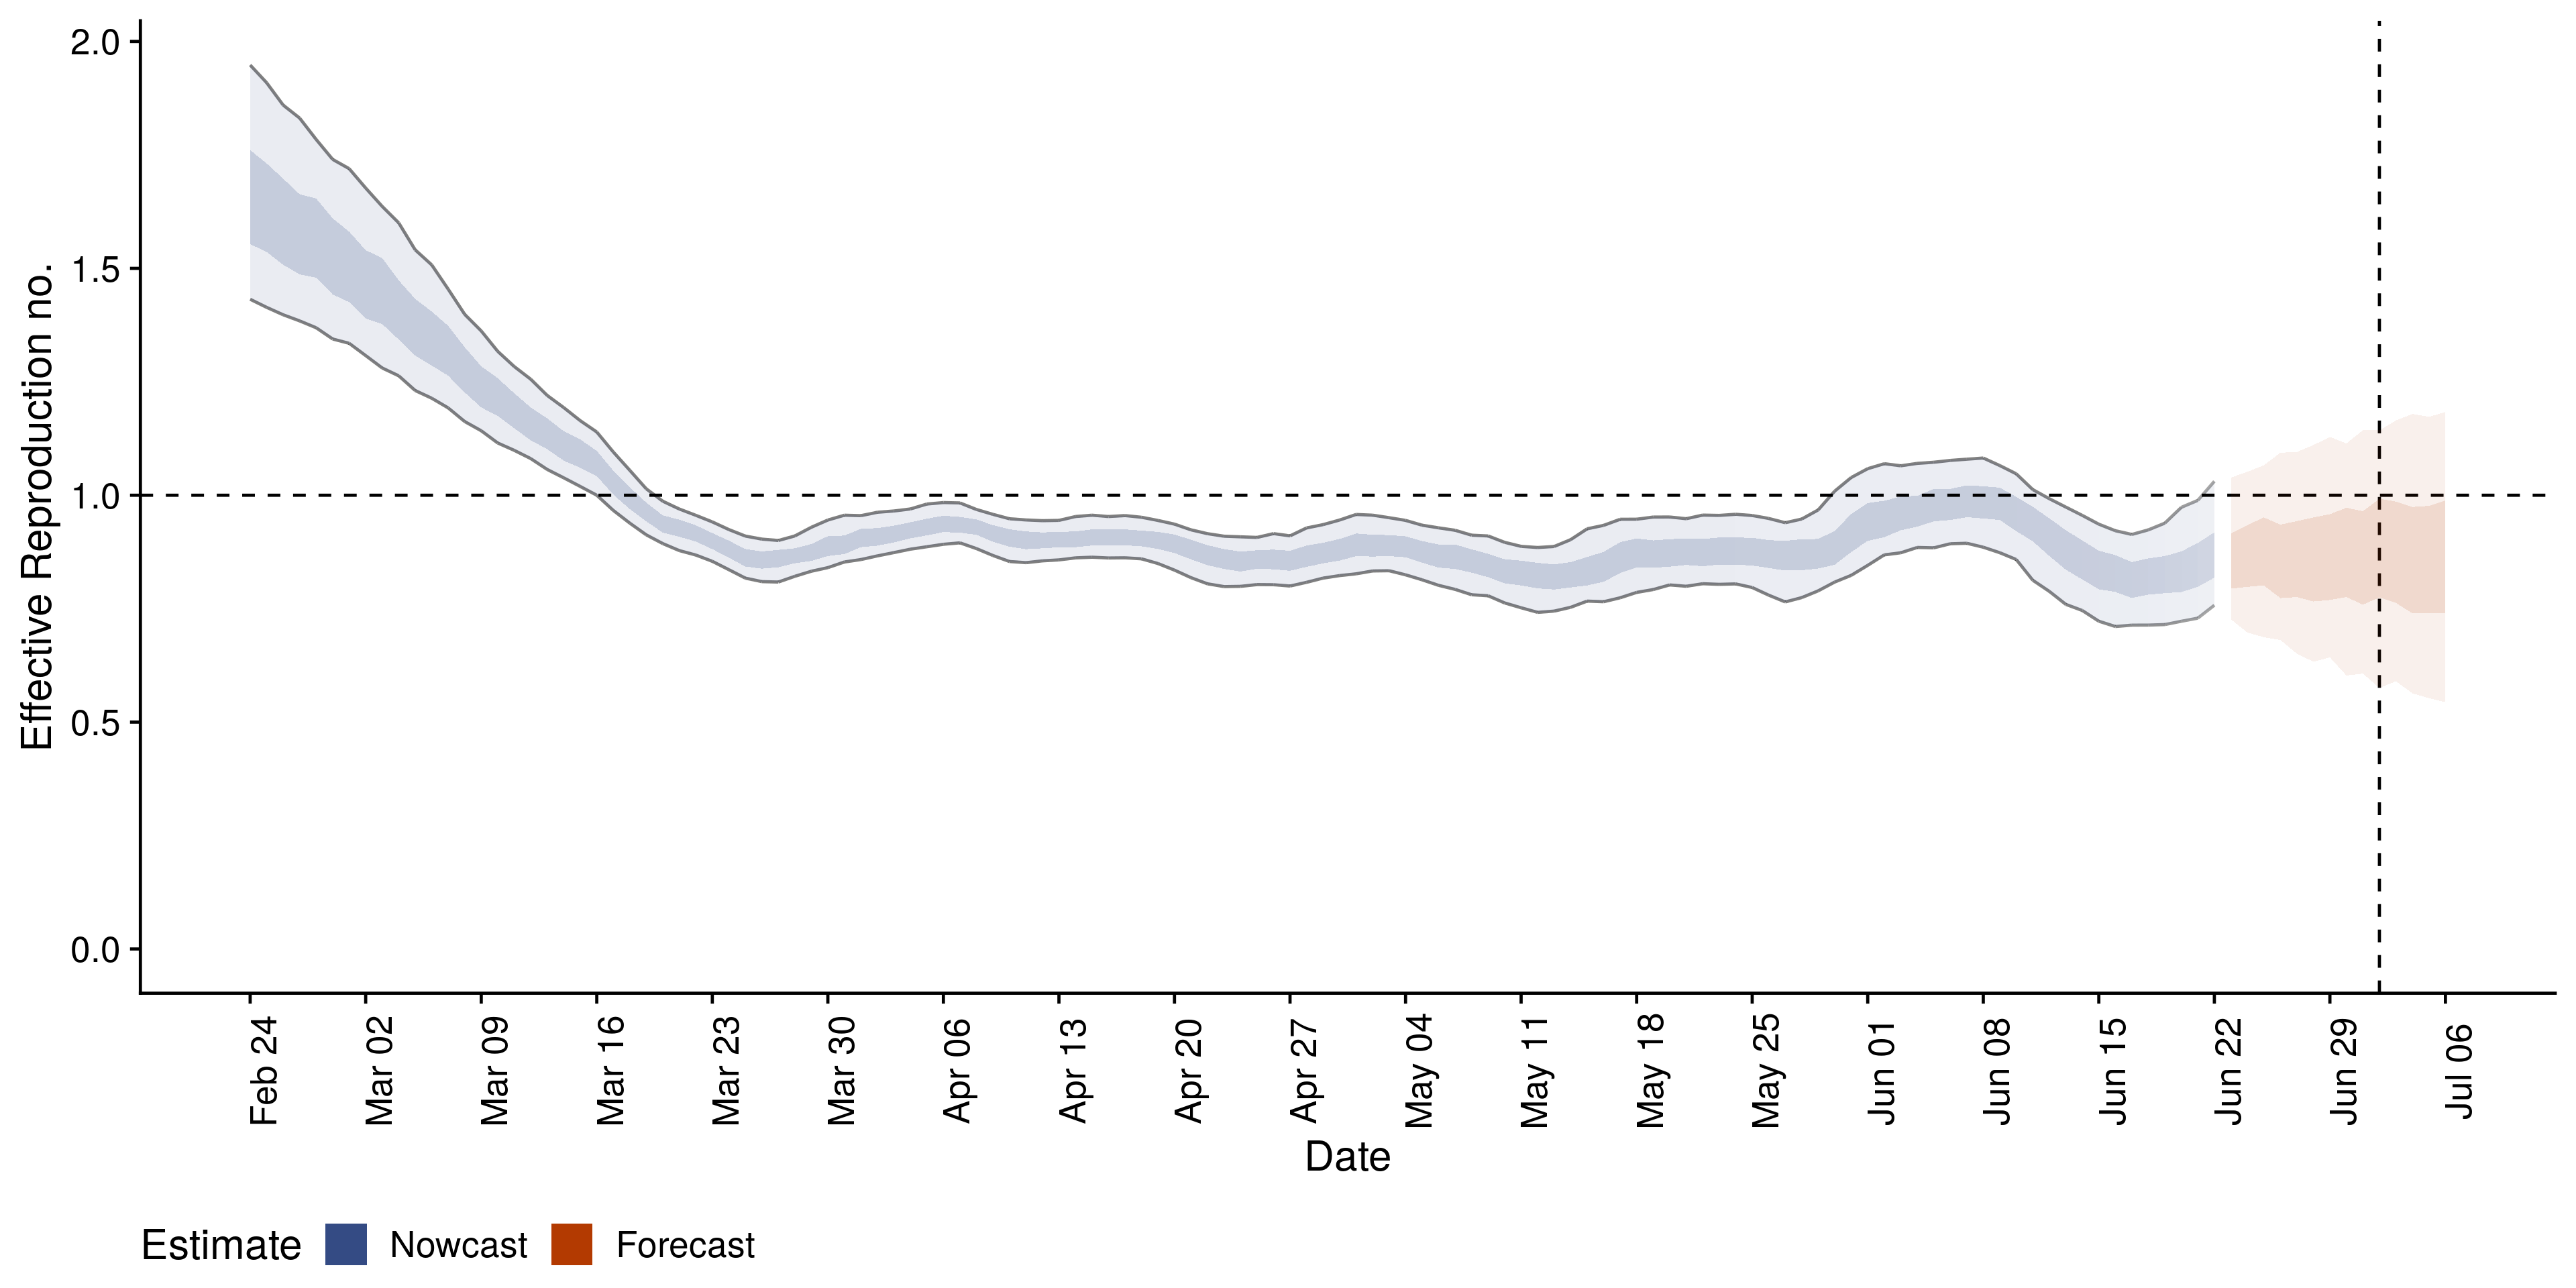 Effective Reproduction no.
2.0
1.5
1.0
0.5
0.0
Feb 24
Mar 02
Mar 09
Mar 16
Mar 23
Mar 30
Apr 06
Apr 13
Apr 20
Apr 27
May 04
May 11
May 18
May 25
Jun 01
Jun 08
Jun 15
Jun 22
Jun 29
Jul 06
Date
Estimate Nowcast Forecast